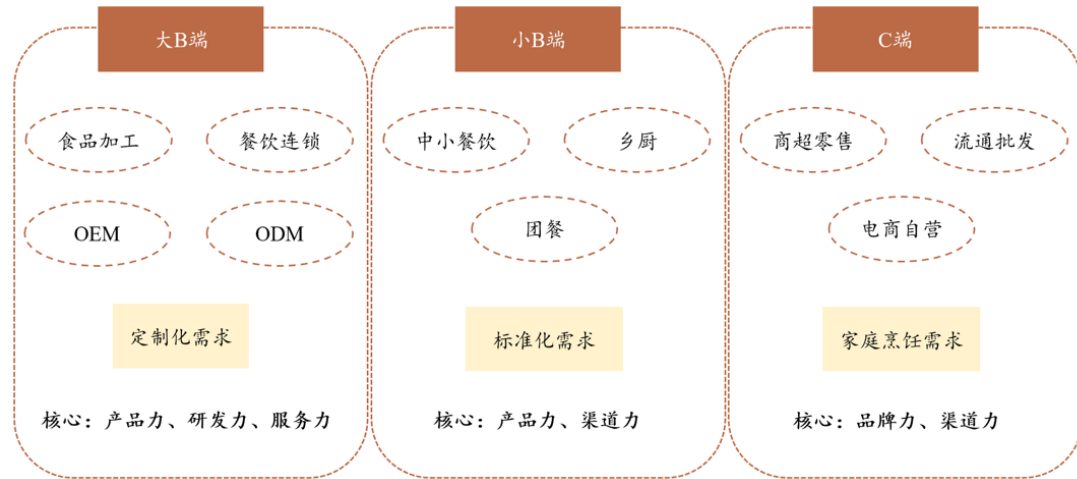 大B端
食品加工
餐饮连锁
OEM
ODM
定制化需求
核心：产品力、研发力、服务力
小B端
中小餐饮
乡厨
团餐
标准化需求
核心：产品力、渠道力
C端
商超零售
流通批发
电商自营
家庭烹饪需求
核心：品牌力、渠道力